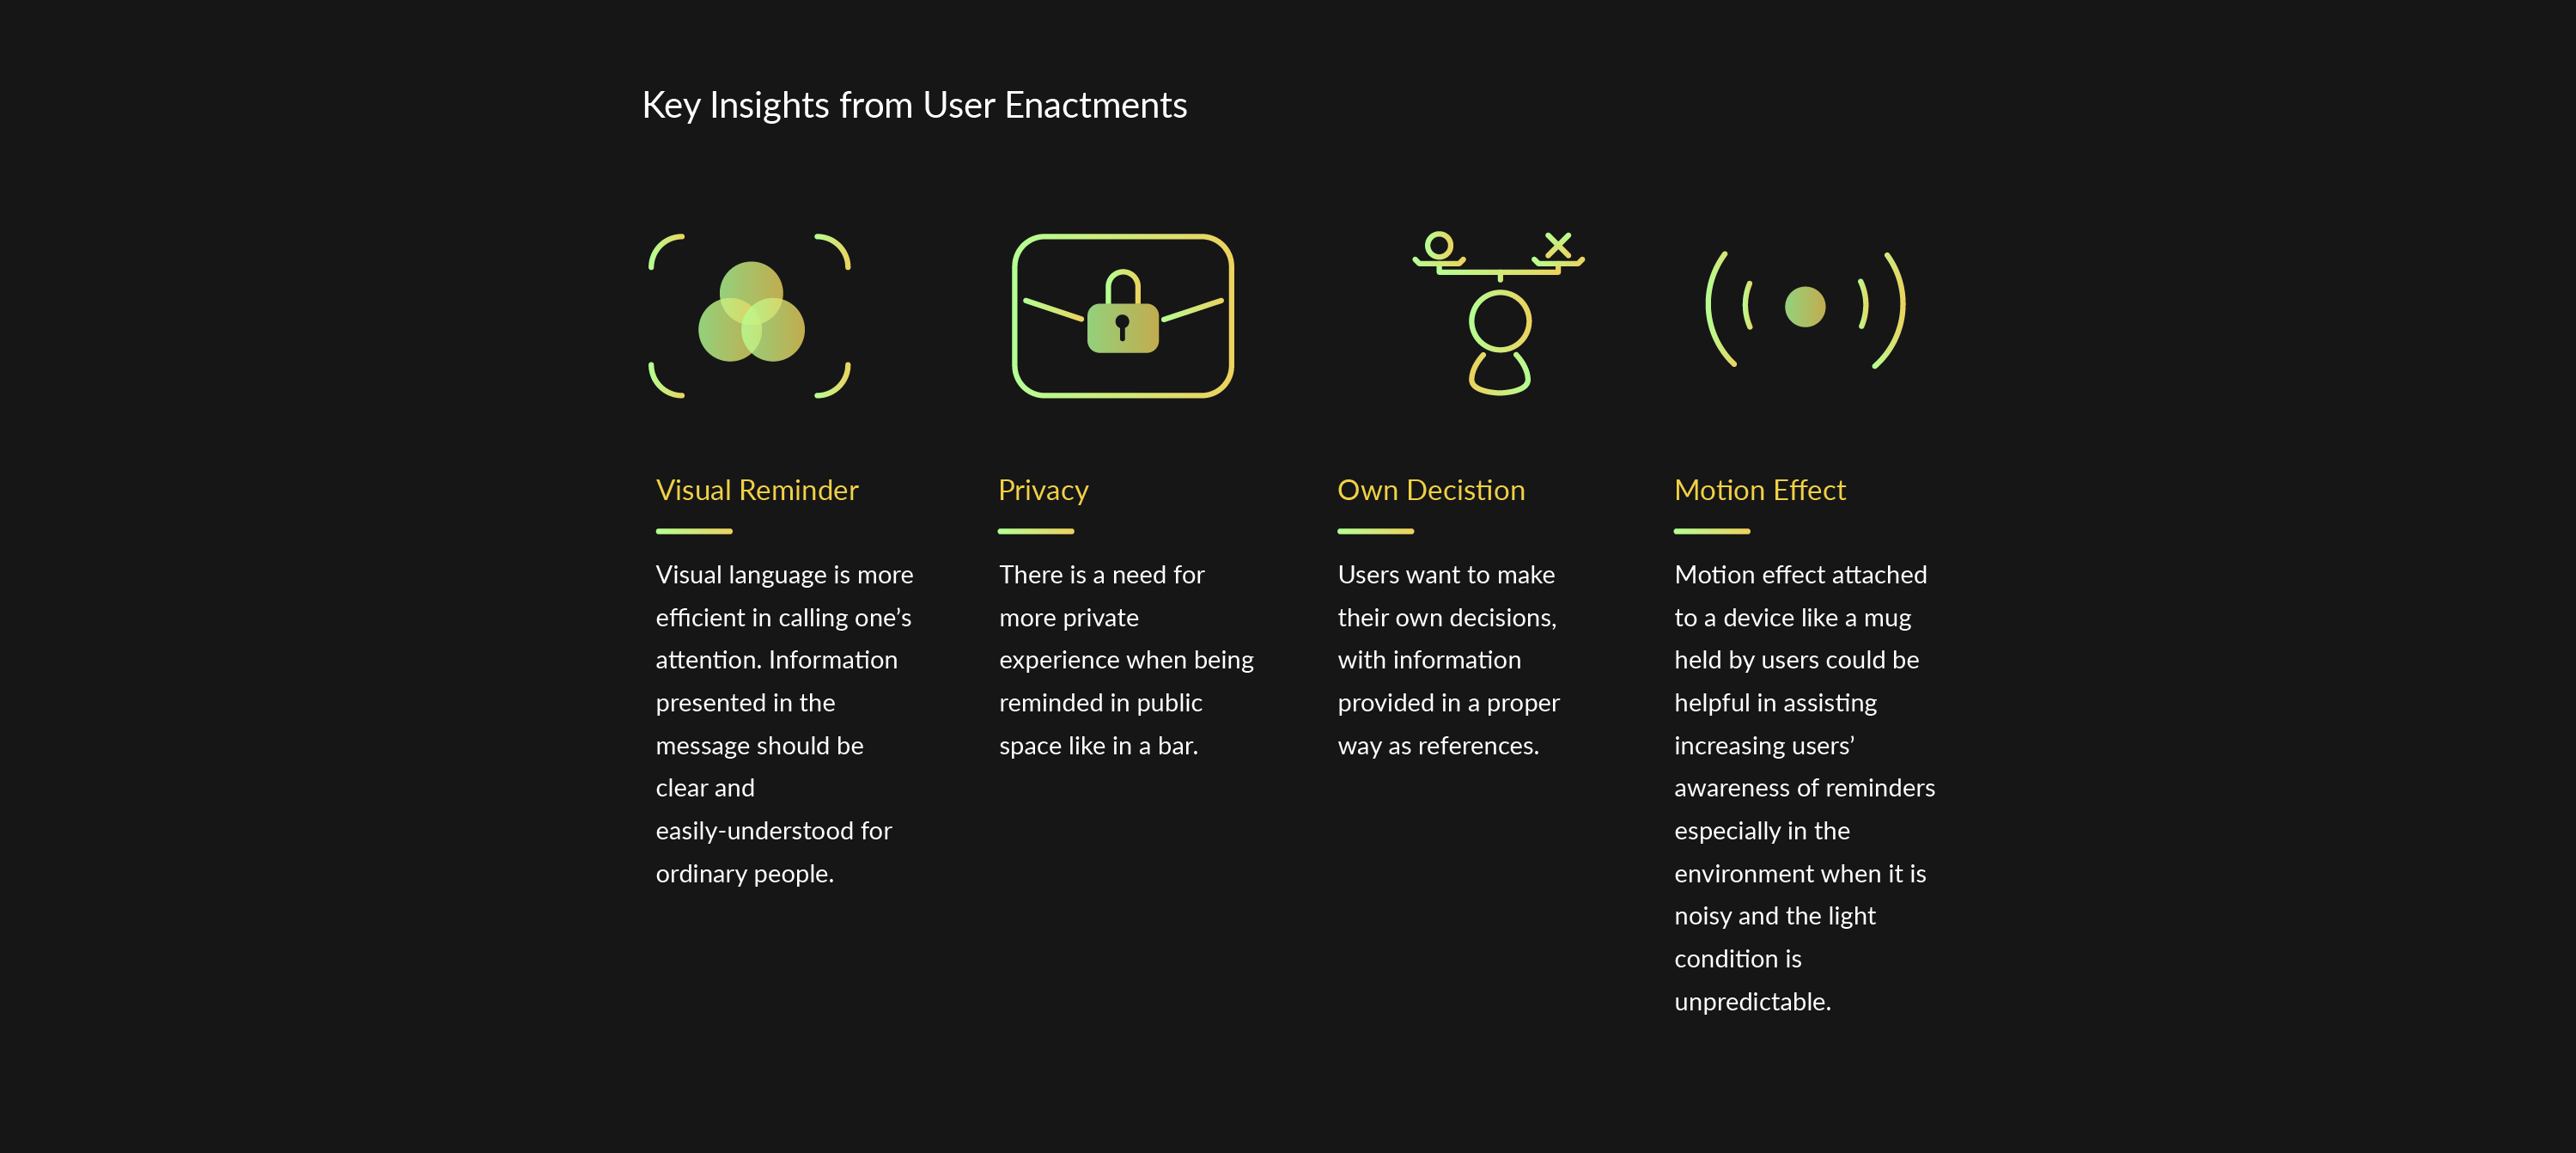 Key Insights from User Enactments
Visual Reminder
Visual language is more
efficient in calling one’s
attention. Information
presented in the
message should be
clear and
easily-understood for
ordinary people.
Privacy
There is a need for
more private
experience when being
reminded in public
space like in a bar.
Own Decistion
Users want to make
their own decisions,
with information
provided in a proper
way as references.
Motion Effect
Motion effect attached
to a device like a mug
held by users could be
helpful in assisting
increasing users’
awareness of reminders
especially in the
environment when it is
noisy and the light
condition is
unpredictable.